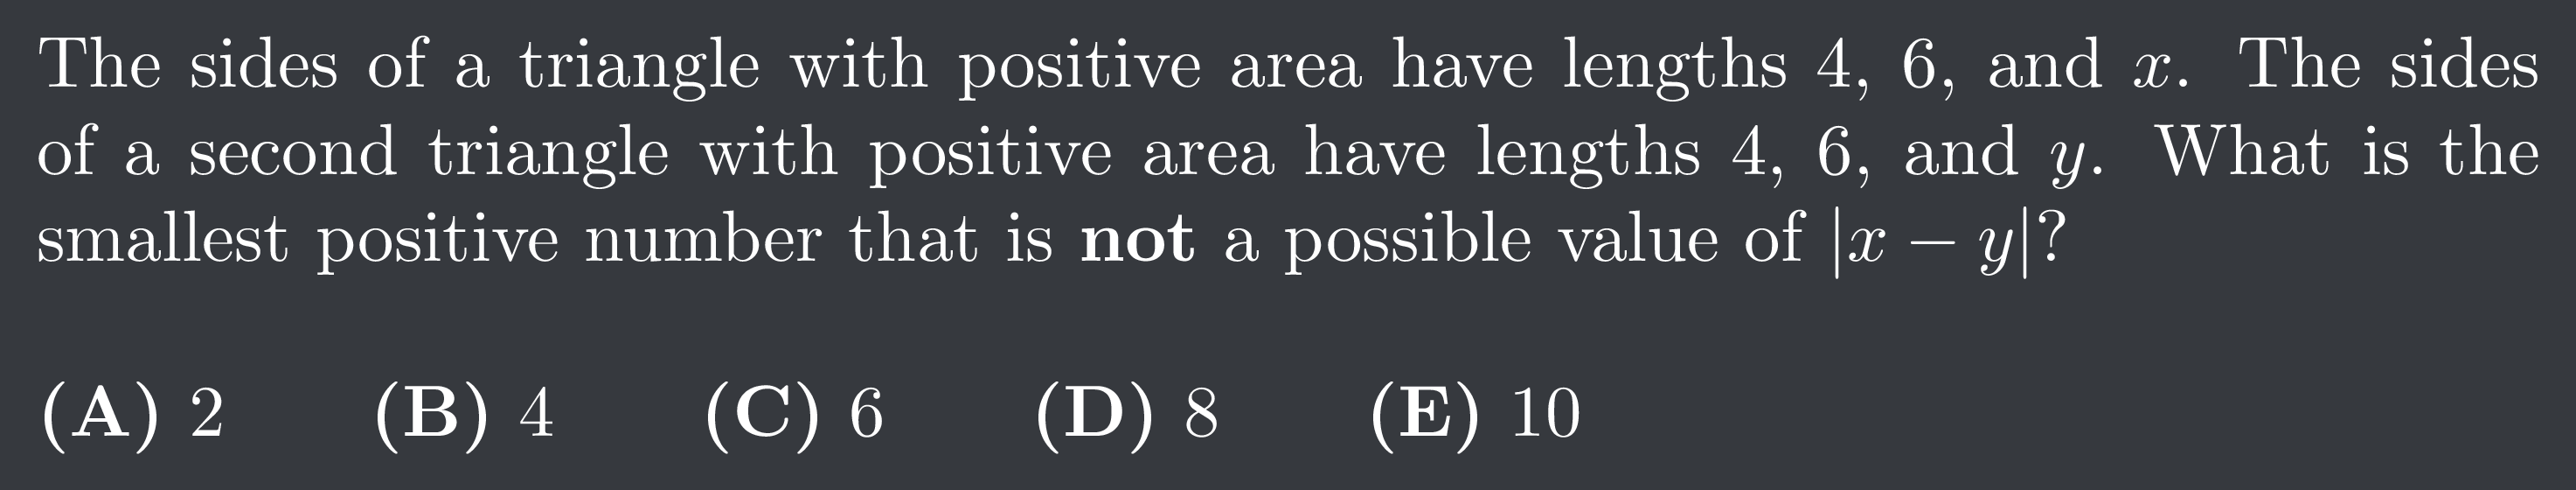 The sides of a triangle with positive area have lengths 4, 6, and x. The sides
of a second triangle with positive area have lengths 4, 6, and y. What is the
smallest positive number that is not a possible value of |x − y|?
(A) 2 (B) 4 (C) 6 (D) 8 (E) 10